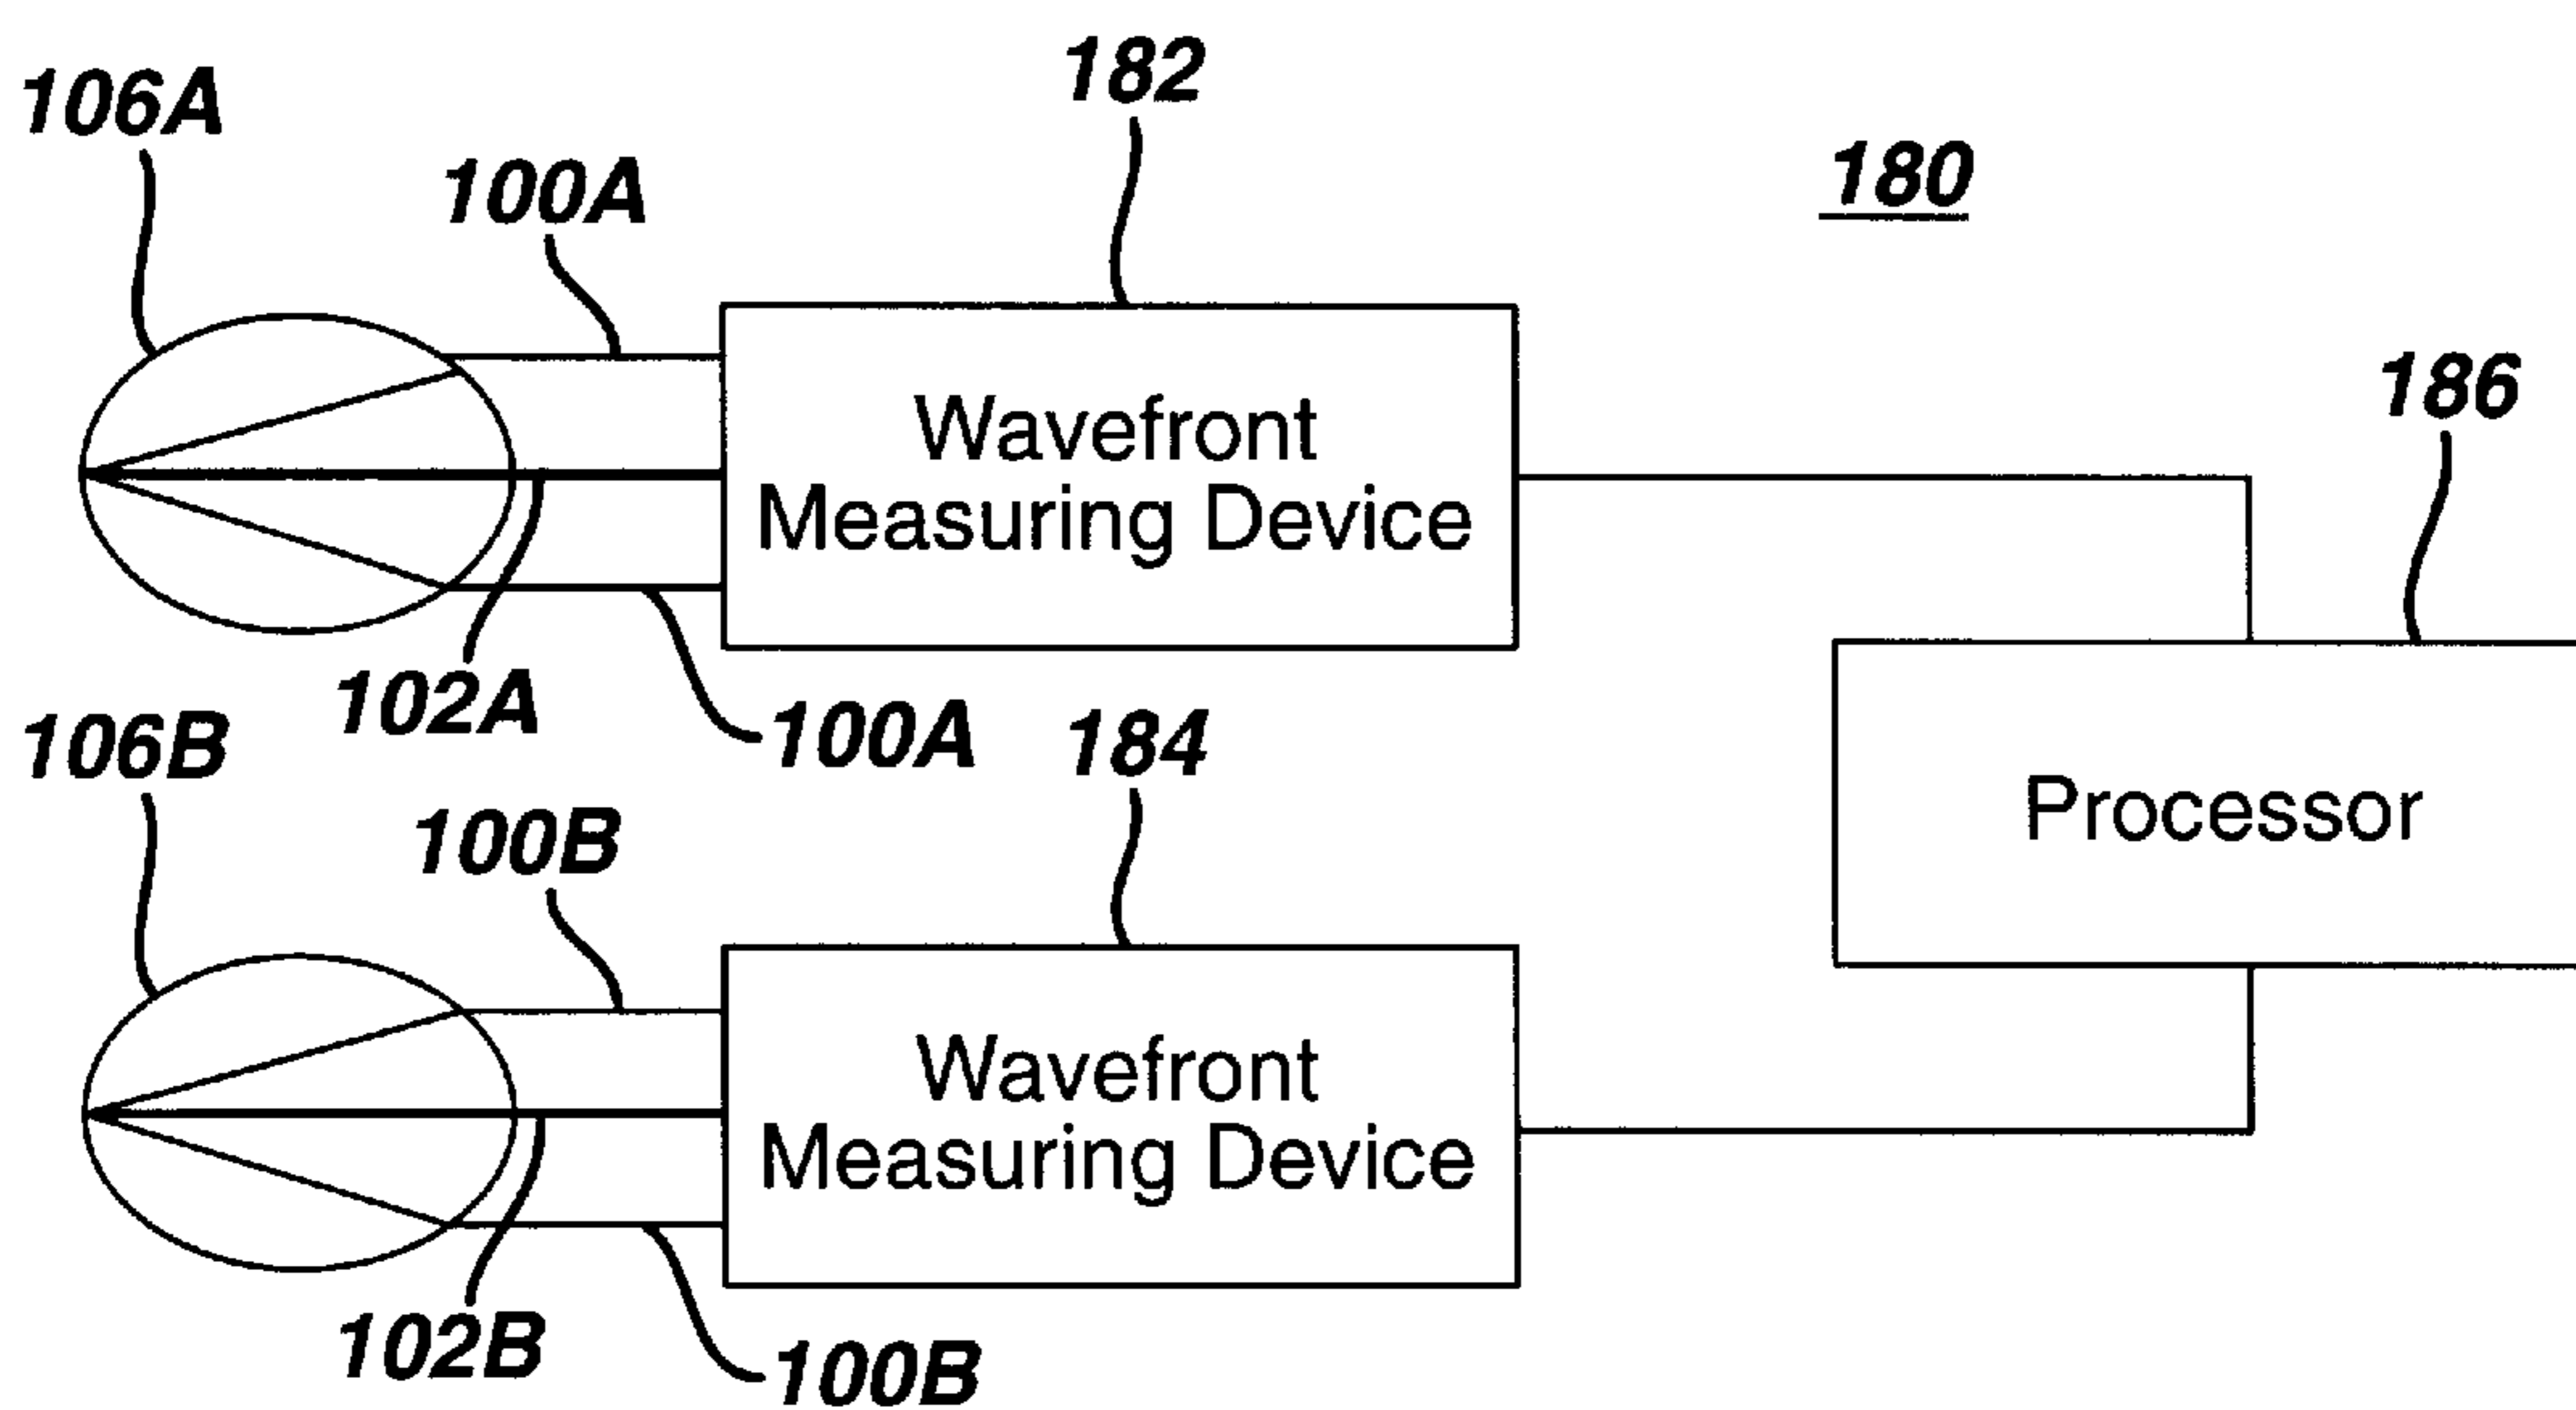 182
106A
180
100A
186
Wavefront
Measuring Device
102A
100A
184
106B
Processor
100B
Wavefront
Measuring Device
102B
100B